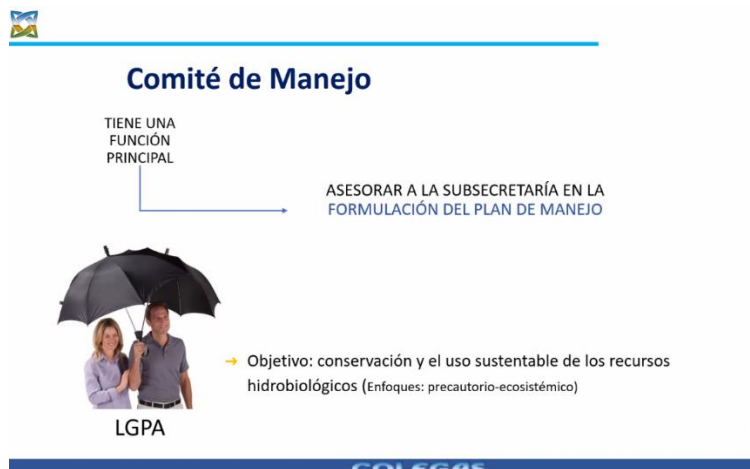 Comité de Manejo
TIENE UNA
FUNCIÓN
PRINCIPAL
ASESORAR A LA SUBSECRETARÍA EN LA
FORMULACIÓN DEL PLAN DE MANEJO
→ Objetivo: conservación y el uso sustentable de los recursos
hidrobiológicos (Enfoques: precautorio-ecosistémico)
LGPA